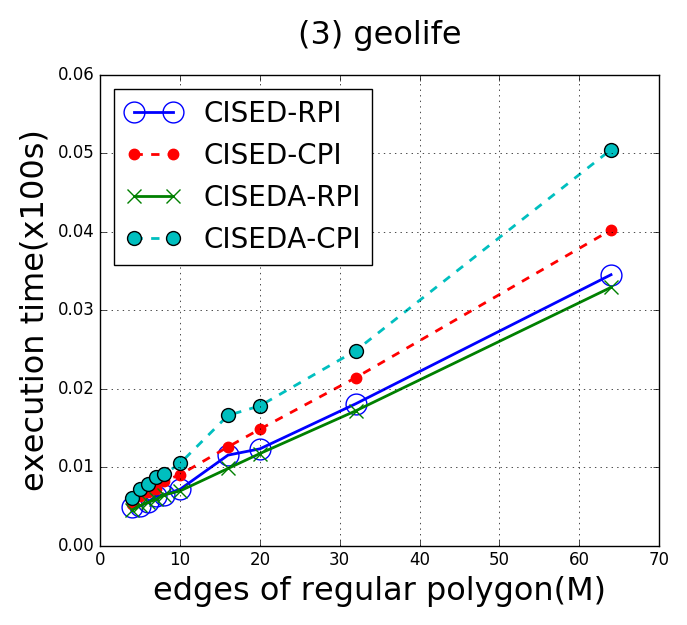 (3) geolife
execution time(x100s)
0.06
0.05
0.04
0.03
0.02
0.01
0.00
CISED-RPI
CISED-CPI
CISEDA-RPI
CISEDA-CPI
0 10 20 30 40 50 60 70
edges of regular polygon(M)